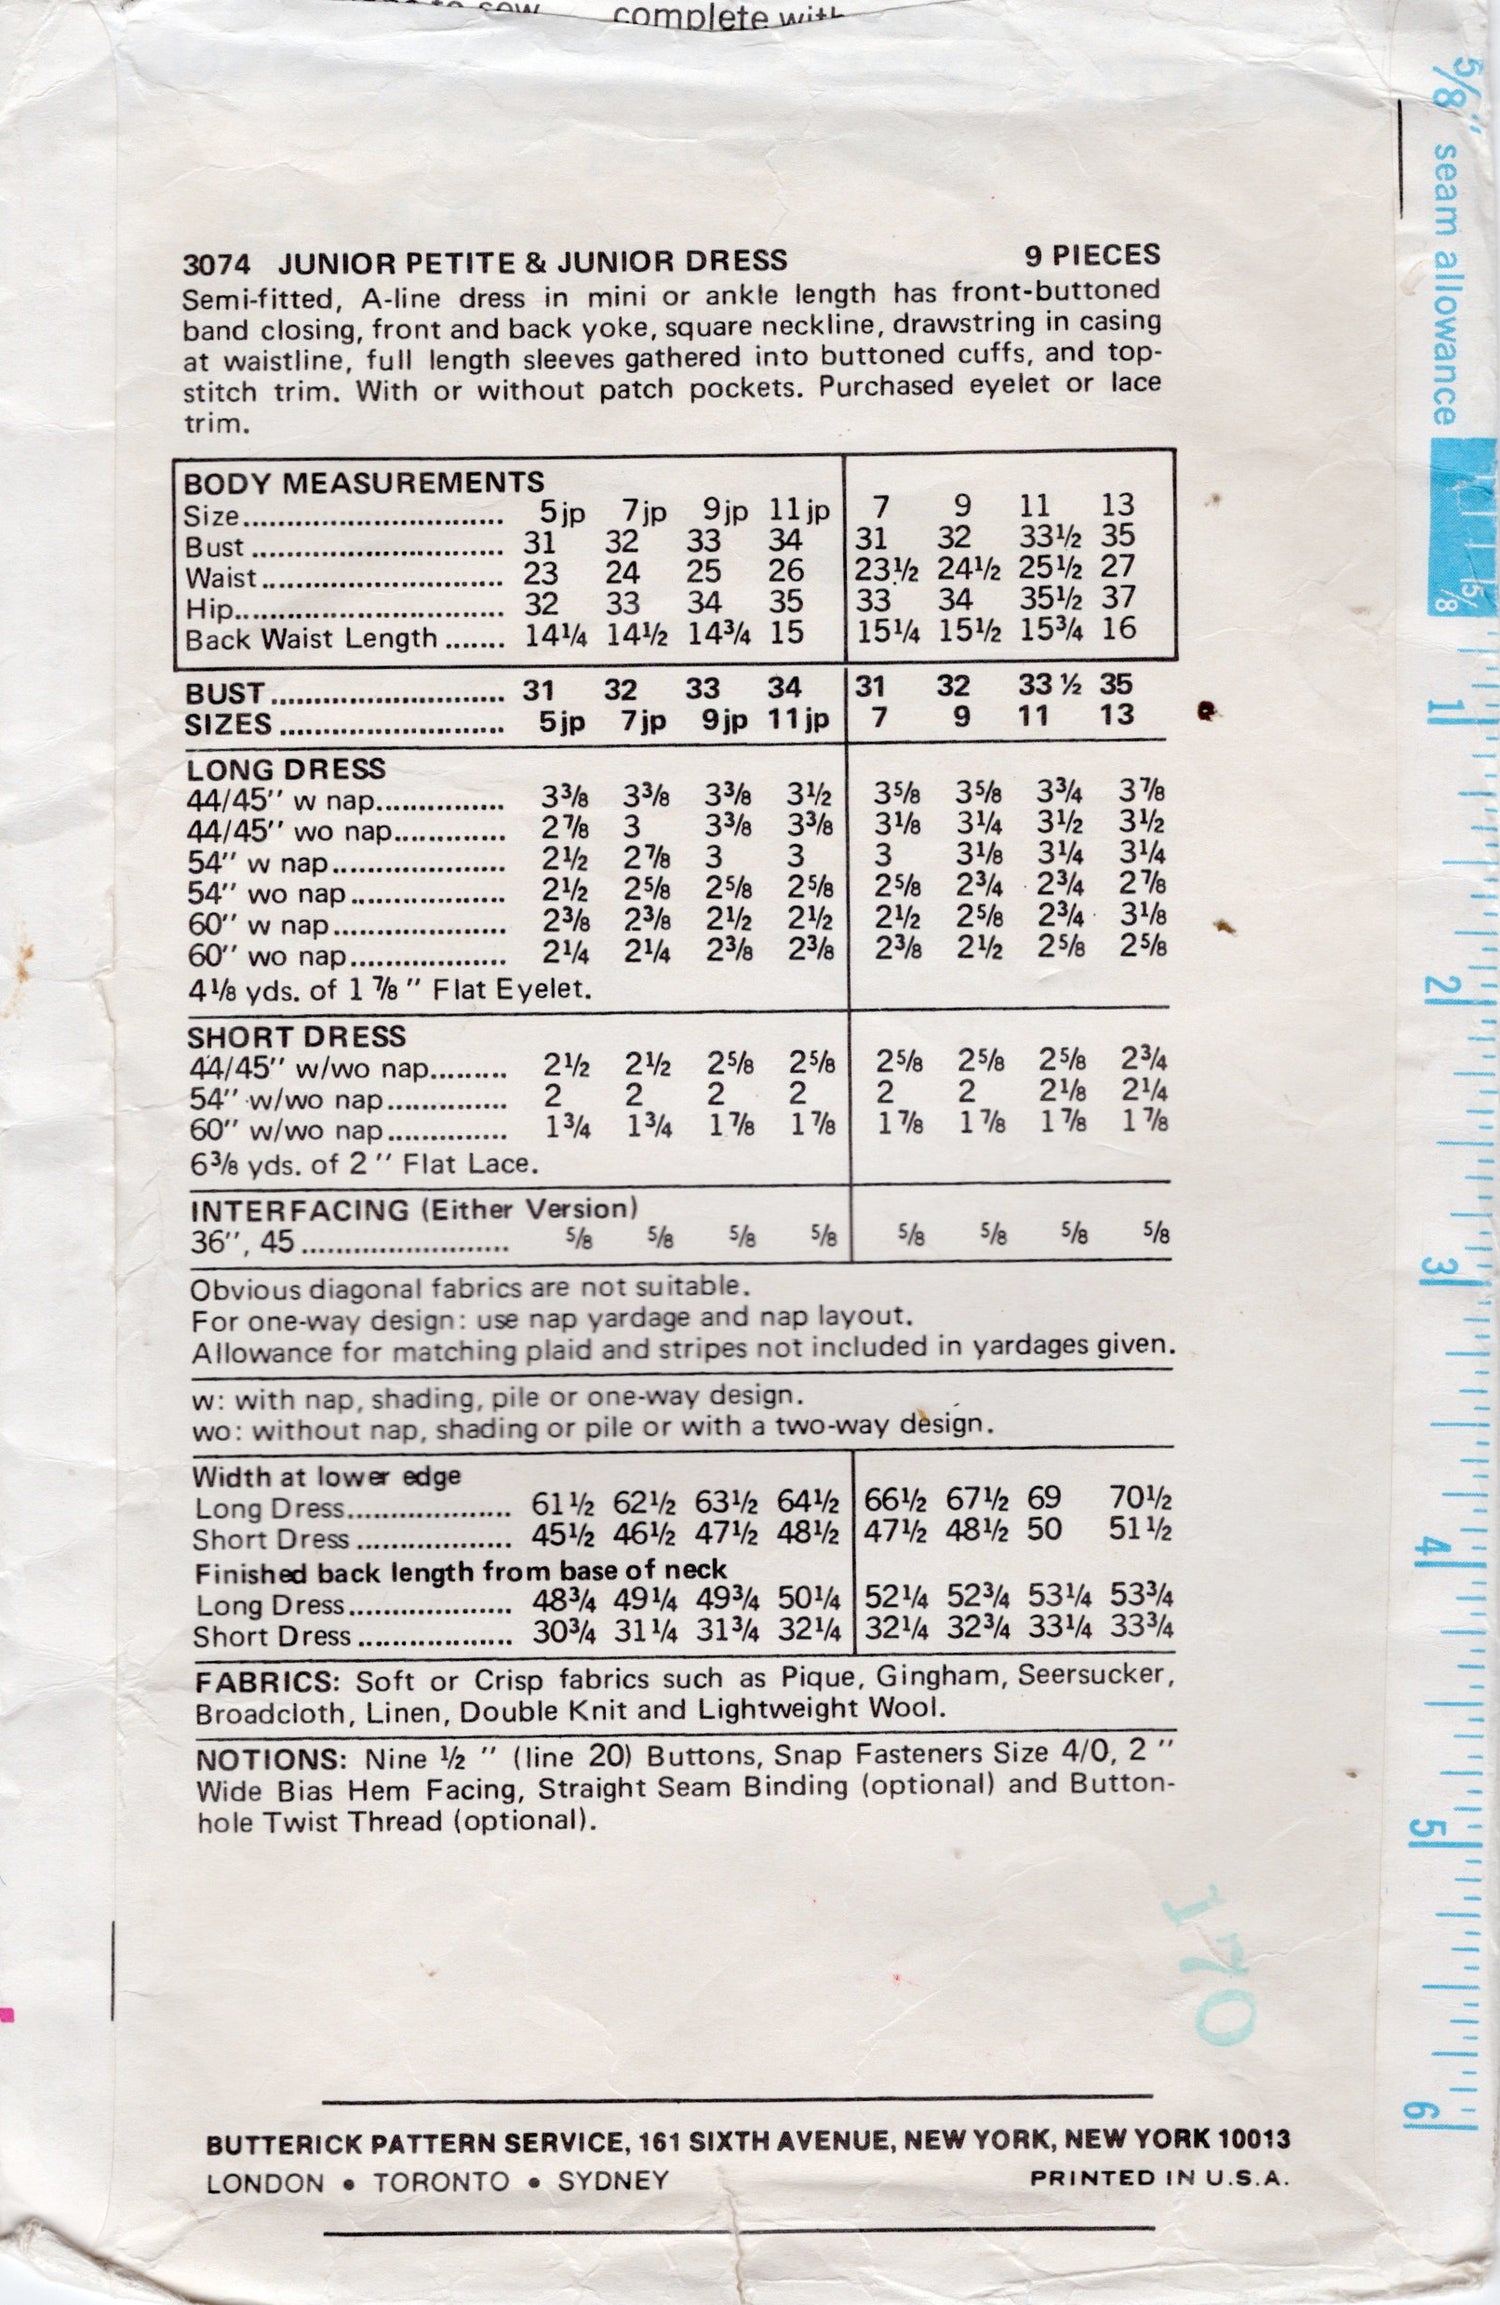 to sew complete with
5/8" seam allowance
3074 JUNIOR PETITE & JUNIOR DRESS 9 PIECES
Semi-fitted, A-line dress in mini or ankle length has front-buttoned
band closing, front and back yoke, square neckline, drawstring in casing
at waistline, full length sleeves gathered into buttoned cuffs, and top-
stitch trim. With or without patch pockets. Purchased eyelet or lace
trim.
BODY MEASUREMENTS
Size.............................. 5jp 7jp 9jp 11jp 7 9 11 13
Bust ............................. 31 32 33 34 31 32 33½ 35
Waist............................ 23 24 25 26 23½ 24½ 25½ 27
Hip............................... 32 33 34 35 33 34 35½ 37
Back Waist Length ....... 14¼ 14½ 14¾ 15 15¼ 15½ 15¾ 16
BUST........................... 31 32 33 34 31 32 33 ½ 35
SIZES .......................... 5jp 7jp 9jp 11jp 7 9 11 13
LONG DRESS
44/45" w nap............... 3⅜ 3⅜ 3⅜ 3½ 3⅝ 3⅝ 3¾ 3⅞
44/45" wo nap............. 2⅞ 3 3⅜ 3⅜ 3⅛ 3¼ 3½ 3½
54" w nap.................... 2½ 2⅞ 3 3 3 3⅛ 3¼ 3¼
54" wo nap.................. 2½ 2⅝ 2⅝ 2⅝ 2⅝ 2¾ 2¾ 2⅞
60" w nap.................... 2⅜ 2⅜ 2½ 2½ 2½ 2⅝ 2¾ 3⅛
60" wo nap.................. 2¼ 2¼ 2⅜ 2⅜ 2⅜ 2½ 2⅝ 2⅝
4⅛ yds. of 1 ⅞" Flat Eyelet.
SHORT DRESS
44/45" w/wo nap......... 2½ 2½ 2⅝ 2⅝ 2⅝ 2⅝ 2⅝ 2¾
54" w/wo nap.............. 2 2 2 2 2 2 2⅛ 2¼
60" w/wo nap.............. 1¾ 1¾ 1⅞ 1⅞ 1⅞ 1⅞ 1⅞ 1⅞
6⅜ yds. of 2" Flat Lace.
INTERFACING (Either Version)
36", 45 ........................ ⅝ ⅝ ⅝ ⅝ ⅝ ⅝ ⅝ ⅝
Obvious diagonal fabrics are not suitable.
For one-way design: use nap yardage and nap layout.
Allowance for matching plaid and stripes not included in yardages given.
w: with nap, shading, pile or one-way design.
wo: without nap, shading or pile or with a two-way design.
Width at lower edge
Long Dress................... 61½ 62½ 63½ 64½ 66½ 67½ 69 70½
Short Dress .................. 45½ 46½ 47½ 48½ 47½ 48½ 50 51½
Finished back length from base of neck
Long Dress................... 48¾ 49¼ 49¾ 50¼ 52¼ 52¾ 53¼ 53¾
Short Dress .................. 30¾ 31¼ 31¾ 32¼ 32¼ 32¾ 33¼ 33¾
FABRICS: Soft or Crisp fabrics such as Pique, Gingham, Seersucker,
Broadcloth, Linen, Double Knit and Lightweight Wool.
NOTIONS: Nine ½ " (line 20) Buttons, Snap Fasteners Size 4/0, 2 "
Wide Bias Hem Facing, Straight Seam Binding (optional) and Button-
hole Twist Thread (optional).
BUTTERICK PATTERN SERVICE, 161 SIXTH AVENUE, NEW YORK, NEW YORK 10013
LONDON • TORONTO • SYDNEY PRINTED IN U.S.A.
5/8
1
2
3
4
5
6